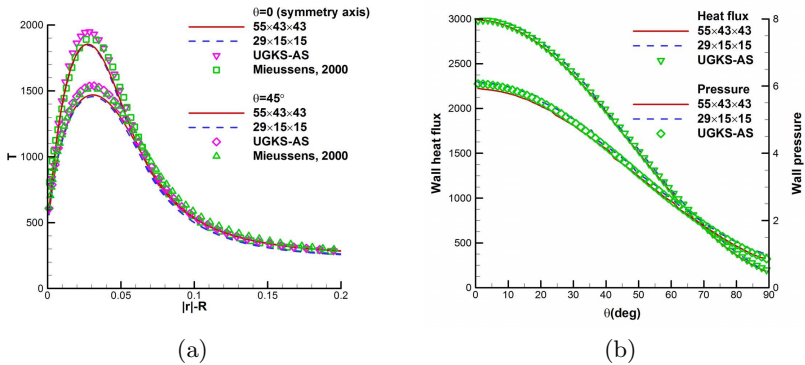 θ=0 (symmetry axis)
55×43×43
29×15×15
UGKS-AS
Mieussens, 2000
θ=45°
55×43×43
29×15×15
UGKS-AS
Mieussens, 2000
T
2000
1500
1000
500
0
0 0.05 0.1 0.15 0.2
|r|-R
(a)
Heat flux
55×43×43
29×15×15
UGKS-AS
Pressure
55×43×43
29×15×15
UGKS-AS
Wall heat flux
3000
2500
2000
1500
1000
500
0
8
6
4
2
0
Wall pressure
0 10 20 30 40 50 60 70 80 90
θ(deg)
(b)